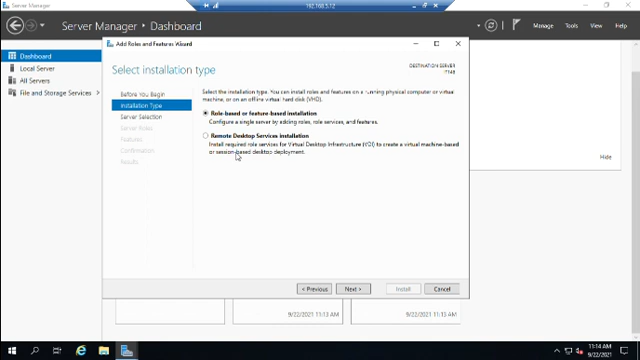 Server Manager
192.168.5.12
Server Manager ▸ Dashboard
Manage
Tools
View
Help
Dashboard
Local Server
All Servers
File and Storage Services
Add Roles and Features Wizard
Select installation type
DESTINATION SERVER
Before You Begin
Installation Type
Server Selection
Server Roles
Features
Confirmation
Results
Select the installation type. You can install roles and features on a running physical computer or virtual
machine, or on an offline virtual hard disk (VHD).
Role-based or feature-based installation
Configure a single server by adding roles, role services, and features.
Remote Desktop Services installation
Install required role services for Virtual Desktop Infrastructure (VDI) to create a virtual machine-based
or session-based desktop deployment.
Hide
< Previous
Next >
Install
Cancel
9/22/2021 11:13 AM
9/22/2021 11:13 AM
11:14 AM
9/22/2021